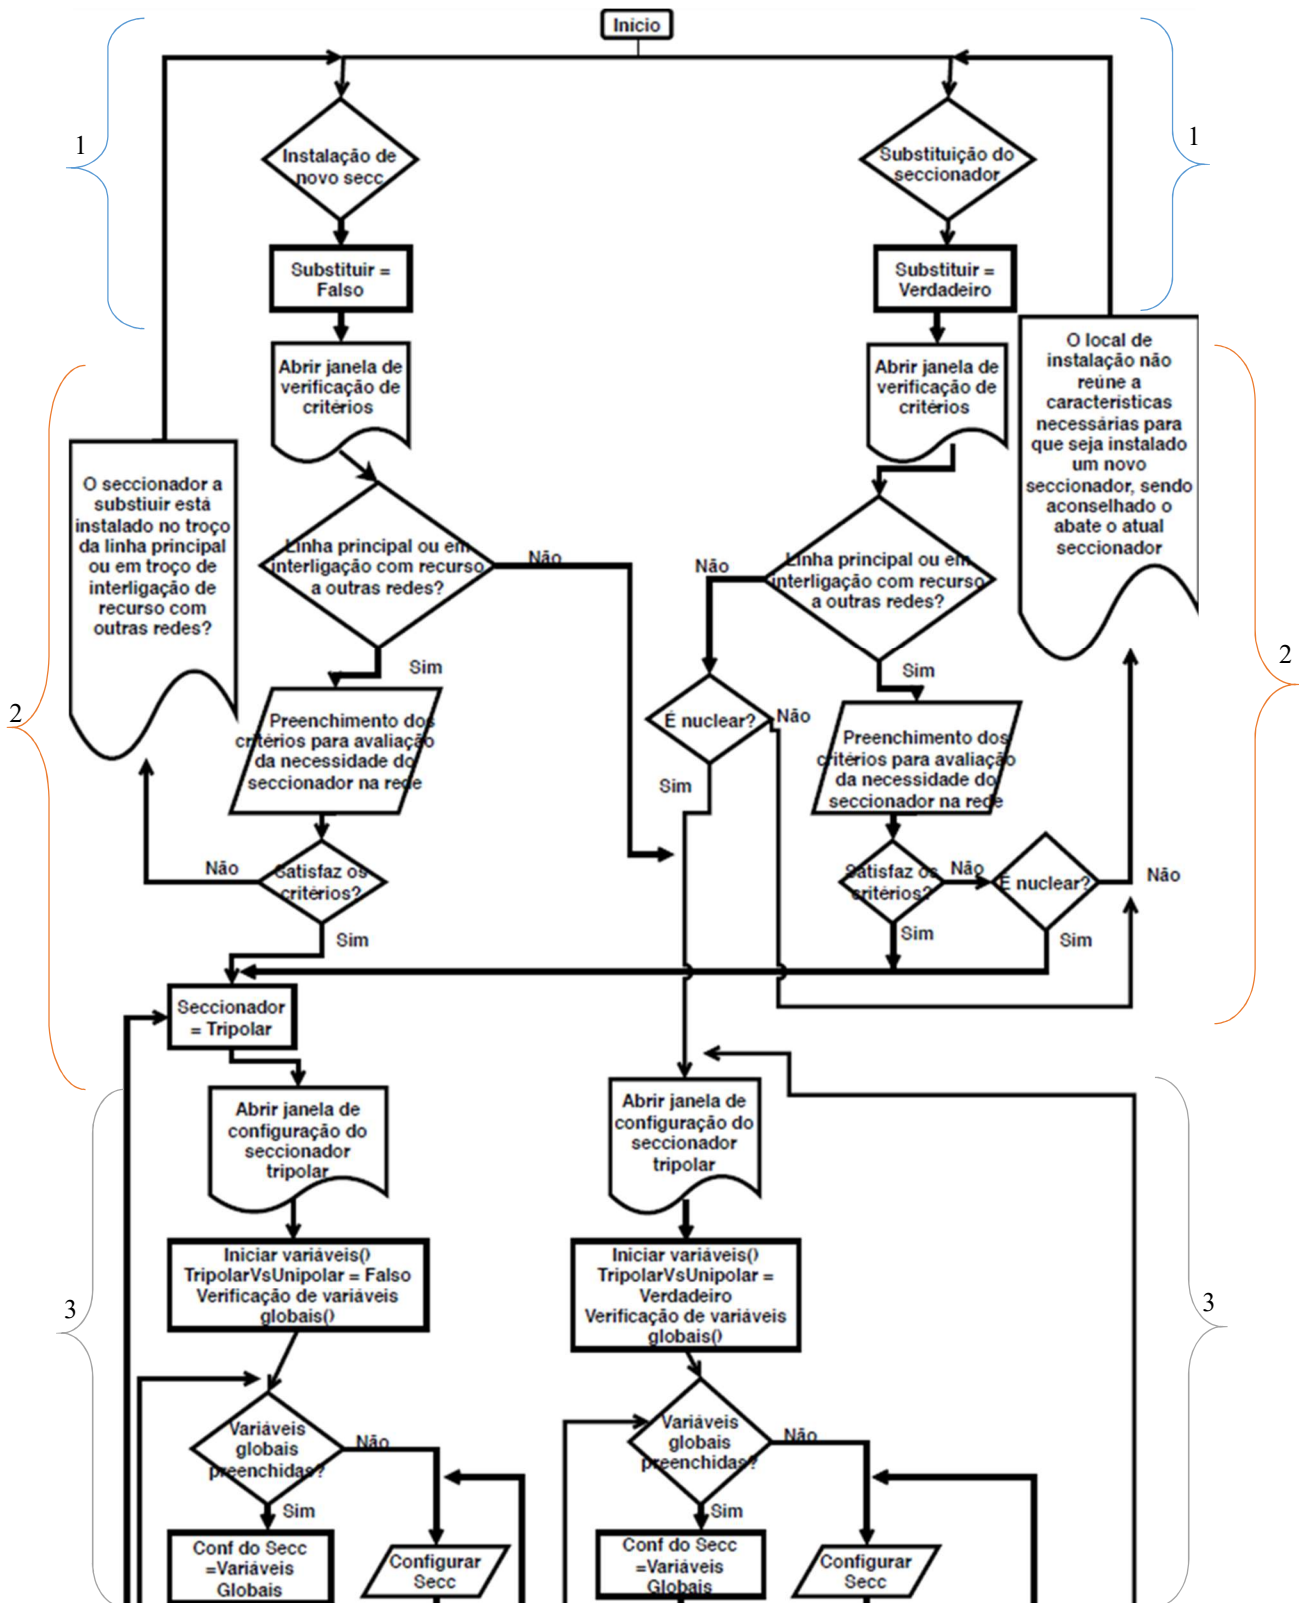 Início
1
1
Instalação de
novo secc
Substituição do
seccionador
Substituir =
Falso
Substituir =
Verdadeiro
Abrir janela de
verificação de
critérios
Abrir janela de
verificação de
critérios
O local de
instalação não
reúne a
características
necessárias para
que seja instalado
um novo
seccionador, sendo
aconselhado o
abate o atual
seccionador
O seccionador a
substiuir está
instalado no troço
da linha principal
ou em troço de
interligação de
recurso com
outras redes?
Linha principal ou em
interligação com recurso
a outras redes?
Não
Não
Linha principal ou em
interligação com recurso
a outras redes?
2
2
Sim
Sim
Preenchimento dos
critérios para avaliação
da necessidade do
seccionador na rede
É nuclear?
Não
Sim
Preenchimento dos
critérios para avaliação
da necessidade do
seccionador na rede
Não
Satisfaz os
critérios?
Sim
Satisfaz os
critérios?
Não
É nuclear?
Não
Sim
Sim
Seccionador
= Tripolar
Abrir janela de
configuração do
seccionador
tripolar
Abrir janela de
configuração do
seccionador
tripolar
Iniciar variáveis()
TripolarVsUnipolar = Falso
Verificação de variáveis
globais()
Iniciar variáveis()
TripolarVsUnipolar =
Verdadeiro
Verificação de variáveis
globais()
3
3
Variáveis
globais
preenchidas?
Não
Sim
Variáveis
globais
preenchidas?
Não
Sim
Conf do Secc
=Variáveis
Globais
Configurar
Secc
Conf do Secc
=Variáveis
Globais
Configurar
Secc